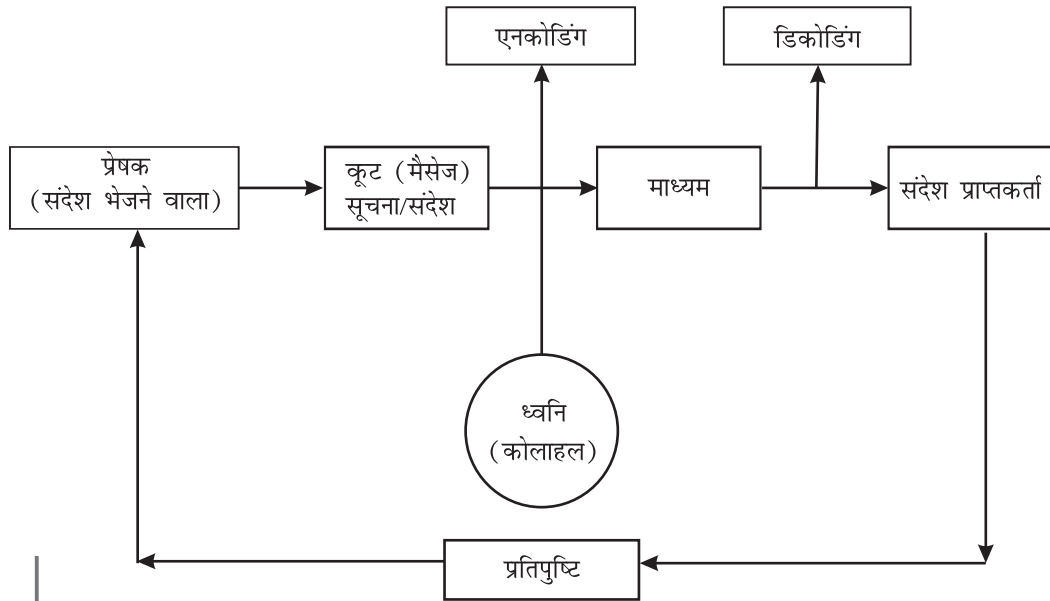 एनकोडिंग
डिकोडिंग
प्रेषक
(संदेश भेजने वाला)
कूट (मैसेज)
सूचना/संदेश
माध्यम
संदेश प्राप्तकर्ता
ध्वनि
(कोलाहल)
प्रतिपुष्टि